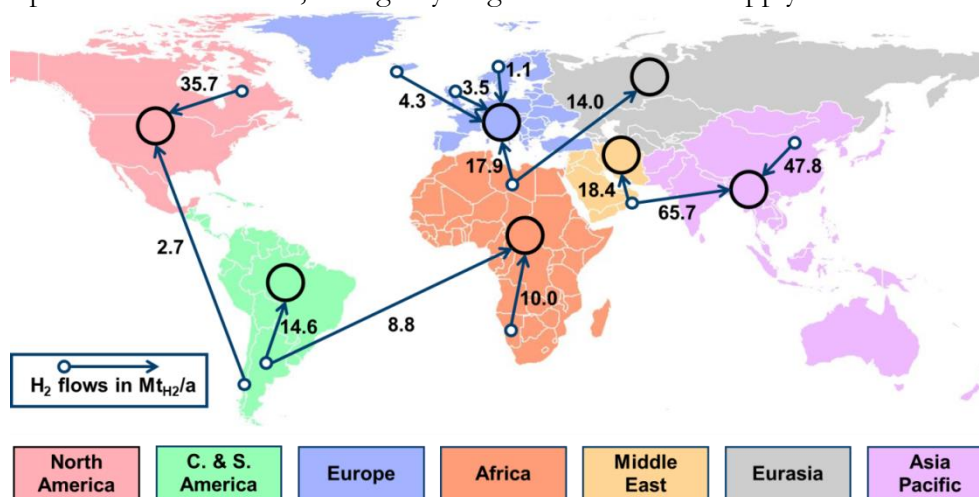 35.7
1.1
3.5
4.3
14.0
17.9
47.8
18.4
65.7
2.7
10.0
14.6
8.8
H₂ flows in Mt_H2/a
North America
C. & S. America
Europe
Africa
Middle East
Eurasia
Asia Pacific